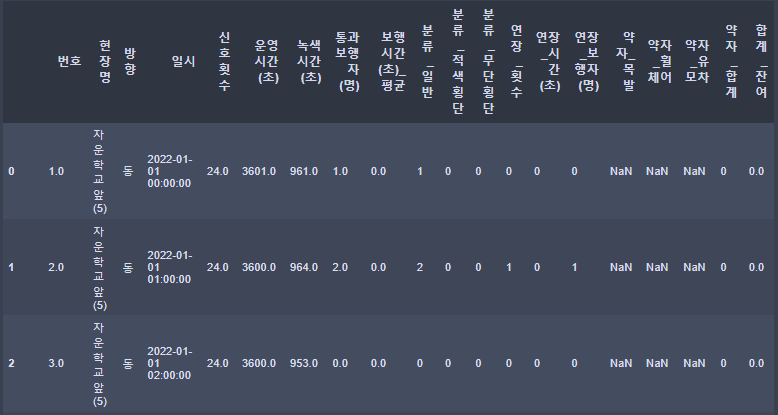 번호 현장명 방향 일시 신호횟수 운영시간(초) 녹색시간(초) 통과보행자(명) 보행시간(초)_평균 분류_일반 분류_적색횡단 분류_무단횡단 연장_횟수 연장_시간(초) 연장_보행자(명) 약자_목발 약자_휠체어 약자_유모차 약자_합계 합계_잔여
0 1.0 자운학교앞(5) 동 2022-01-01 00:00:00 24.0 3601.0 961.0 1.0 0.0 1 0 0 0 0 0 NaN NaN NaN 0 0.0
1 2.0 자운학교앞(5) 동 2022-01-01 01:00:00 24.0 3600.0 964.0 2.0 0.0 2 0 0 1 0 1 NaN NaN NaN 0 0.0
2 3.0 자운학교앞(5) 동 2022-01-01 02:00:00 24.0 3600.0 953.0 0.0 0.0 0 0 0 0 0 0 NaN NaN NaN 0 0.0